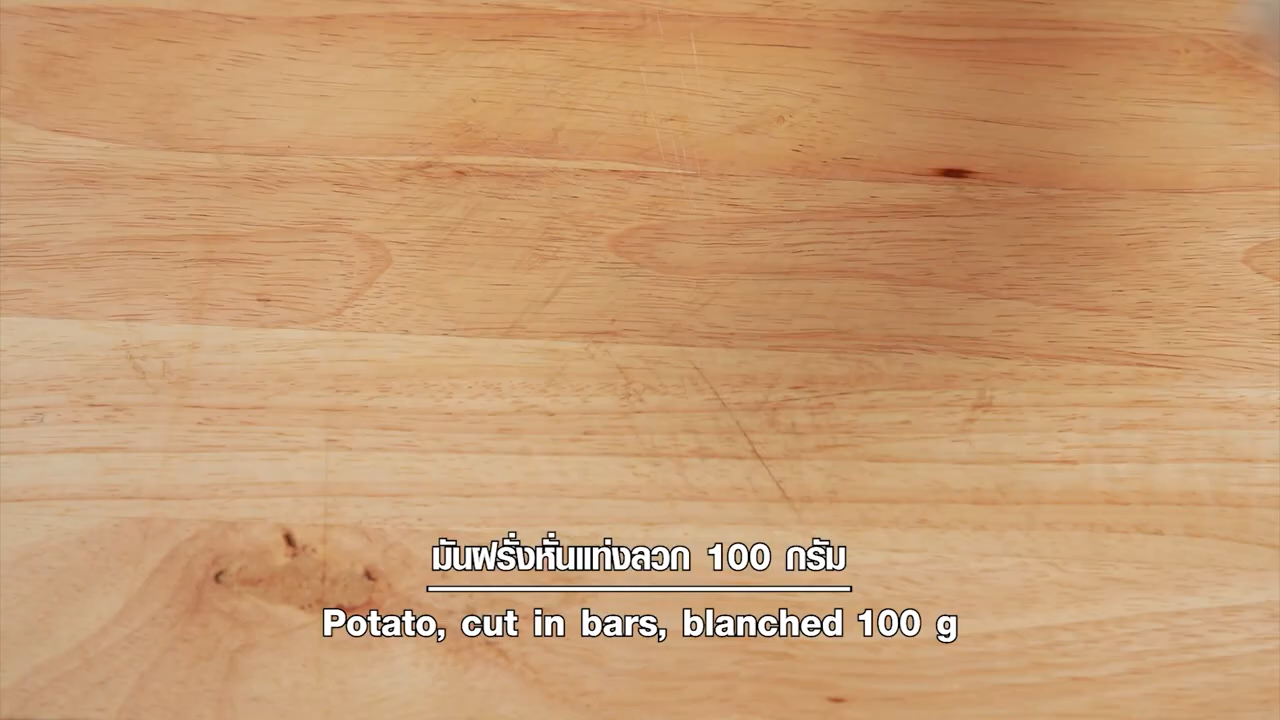 มันฝรั่งหั่นแท่งลวก 100 กรัม
Potato, cut in bars, blanched 100 g